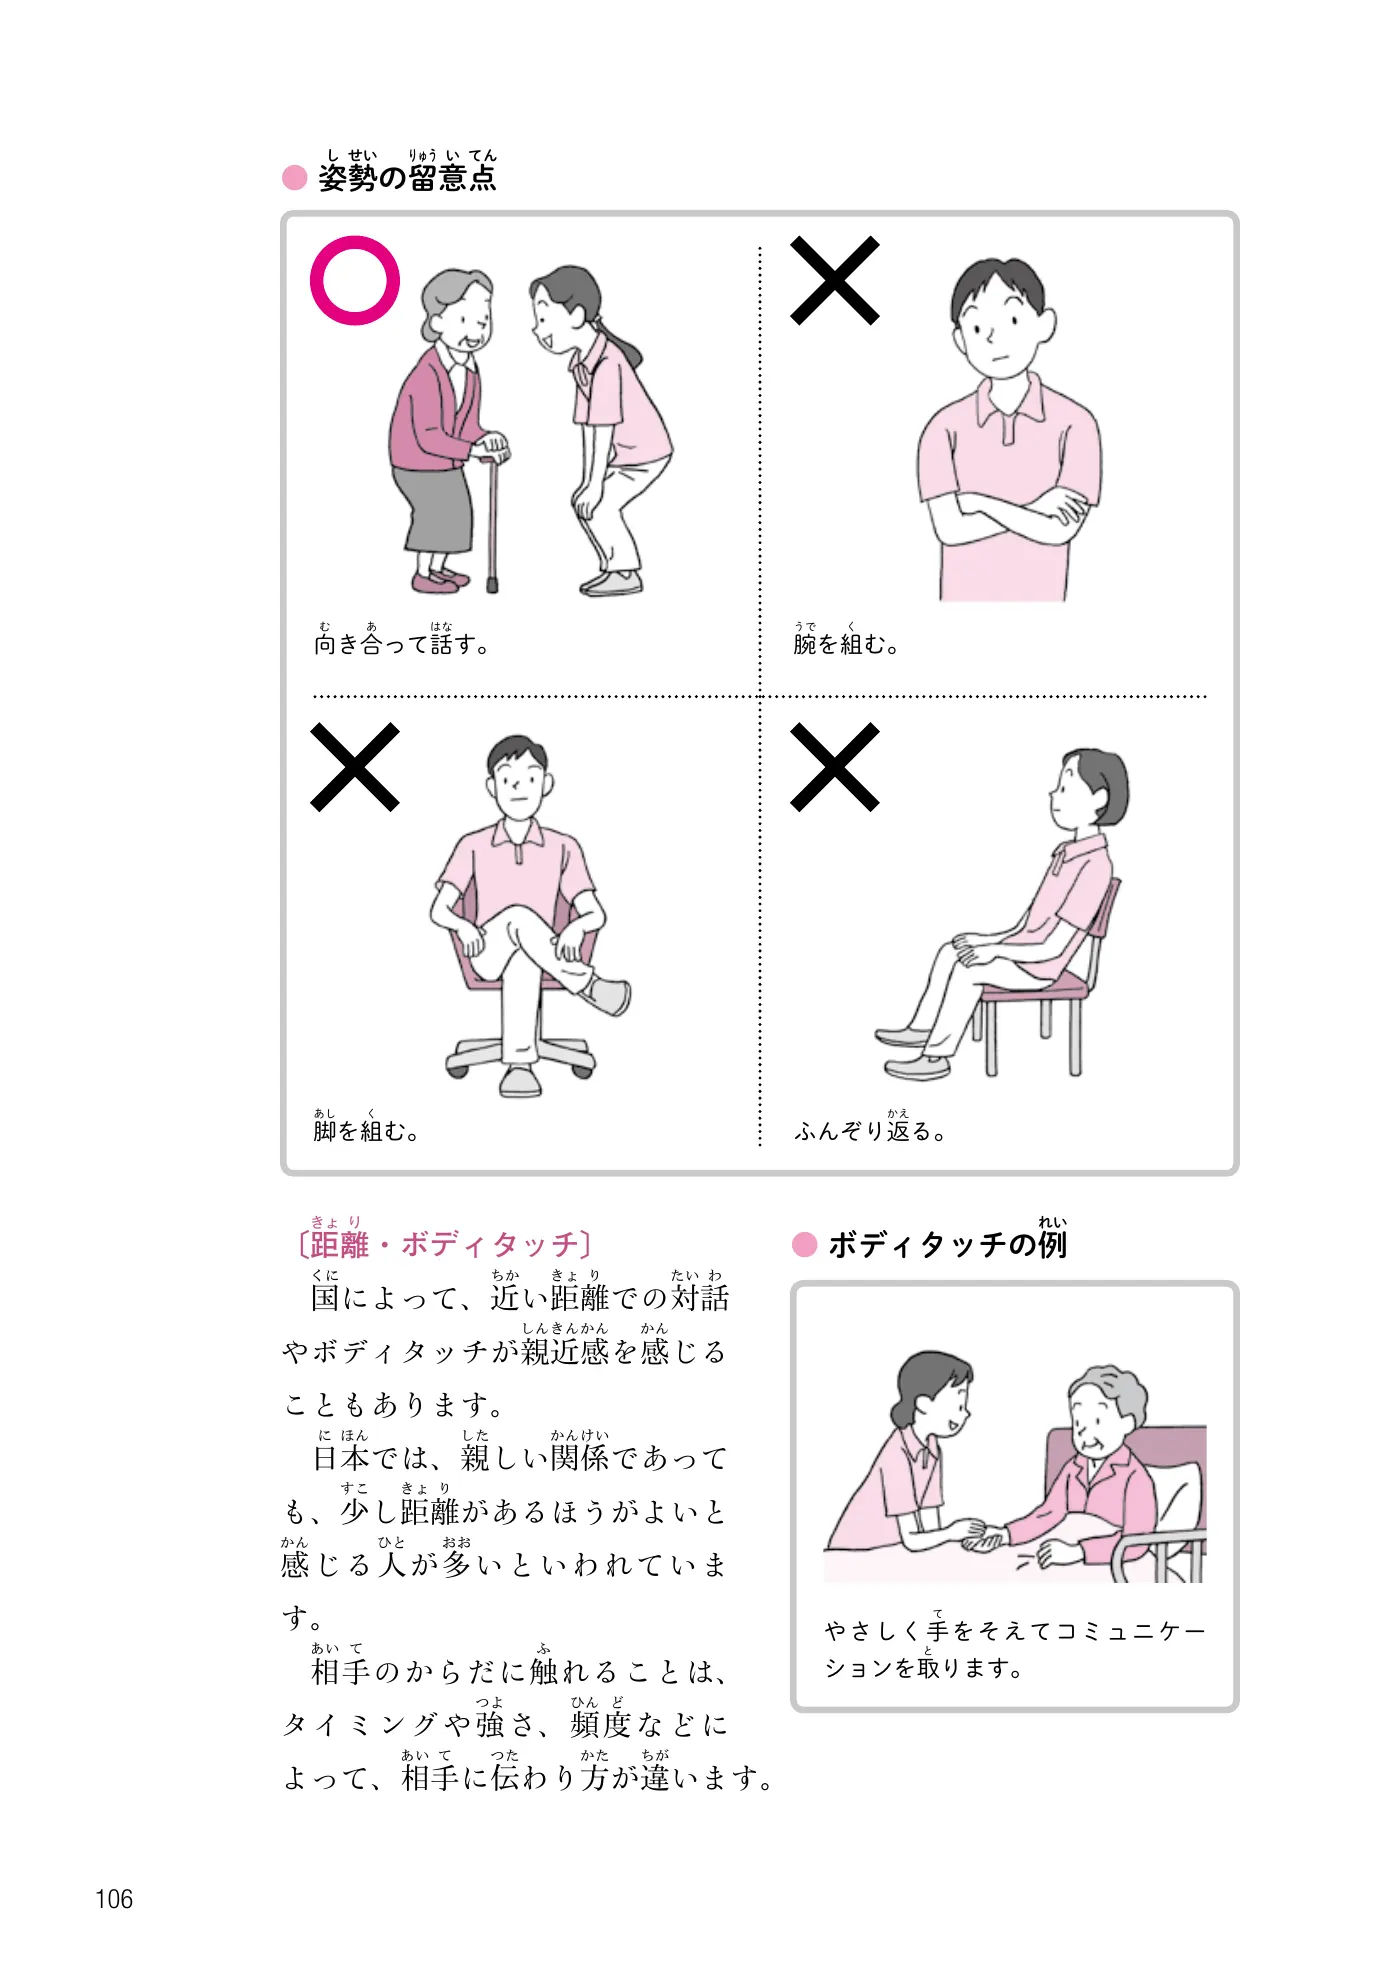 姿勢の留意点
向き合って話す。
腕を組む。
脚を組む。
ふんぞり返る。
〔距離・ボディタッチ〕
国によって、近い距離での対話
やボディタッチが親近感を感じる
こともあります。
日本では、親しい関係であって
も、少し距離があるほうがよいと
感じる人が多いといわれていま
す。
相手のからだに触れることは、
タイミングや強さ、頻度などに
よって、相手に伝わり方が違います。
ボディタッチの例
やさしく手をそえてコミュニケー
ションを取ります。
106